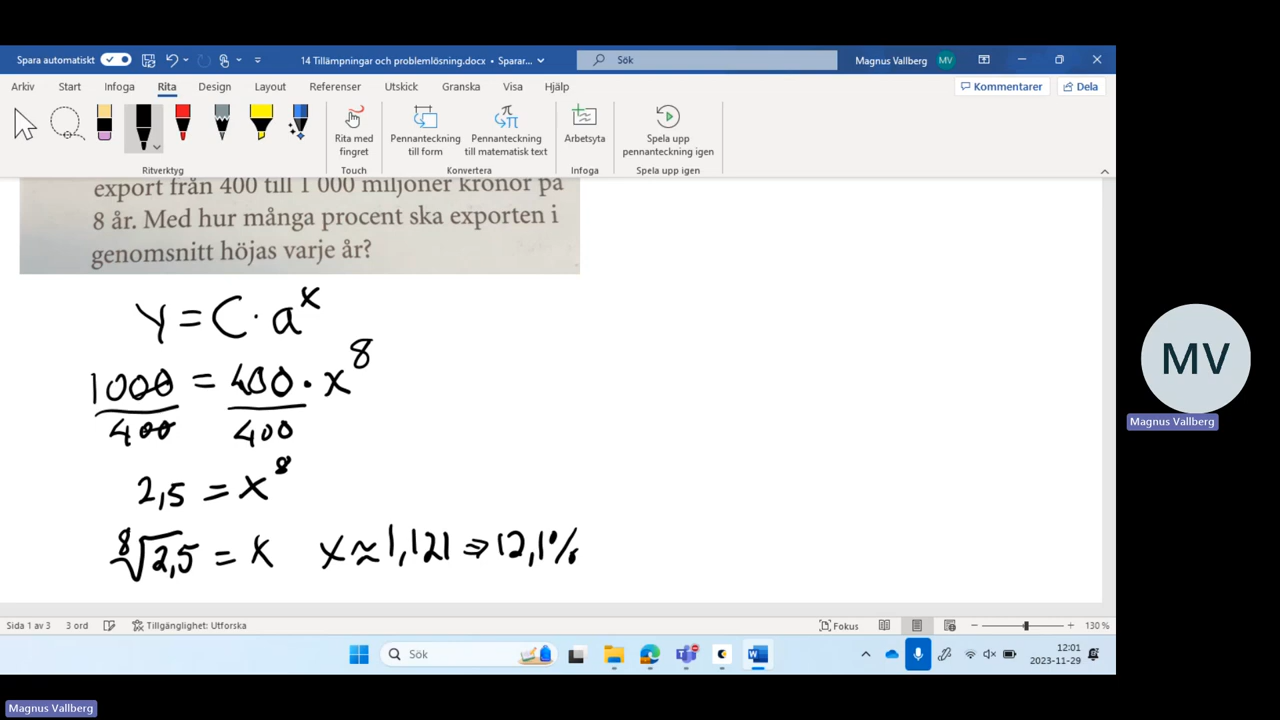 Spara automatiskt
14 Tillämpningar och problemlösning.docx • Sparar...
Sök
Magnus Vallberg
MV
Arkiv
Start
Infoga
Rita
Design
Layout
Referenser
Utskick
Granska
Visa
Hjälp
Kommentarer
Dela
Rita med fingret
Pennanteckning till form
Pennanteckning till matematisk text
Arbetsyta
Spela upp pennanteckning igen
Ritverktyg
Touch
Konvertera
Infoga
Spela upp igen
export från 400 till 1 000 miljoner kronor på
8 år. Med hur många procent ska exporten i
genomsnitt höjas varje år?
Y = C · a^x
1000/400 = 400/400 · x^8
2,5 = x^8
⁸√2,5 = x    x ≈ 1,121 ⇒ 12,1%
MV
Magnus Vallberg
Sida 1 av 3
3 ord
Tillgänglighet: Utforska
Fokus
130 %
Sök
12:01
2023-11-29
Magnus Vallberg